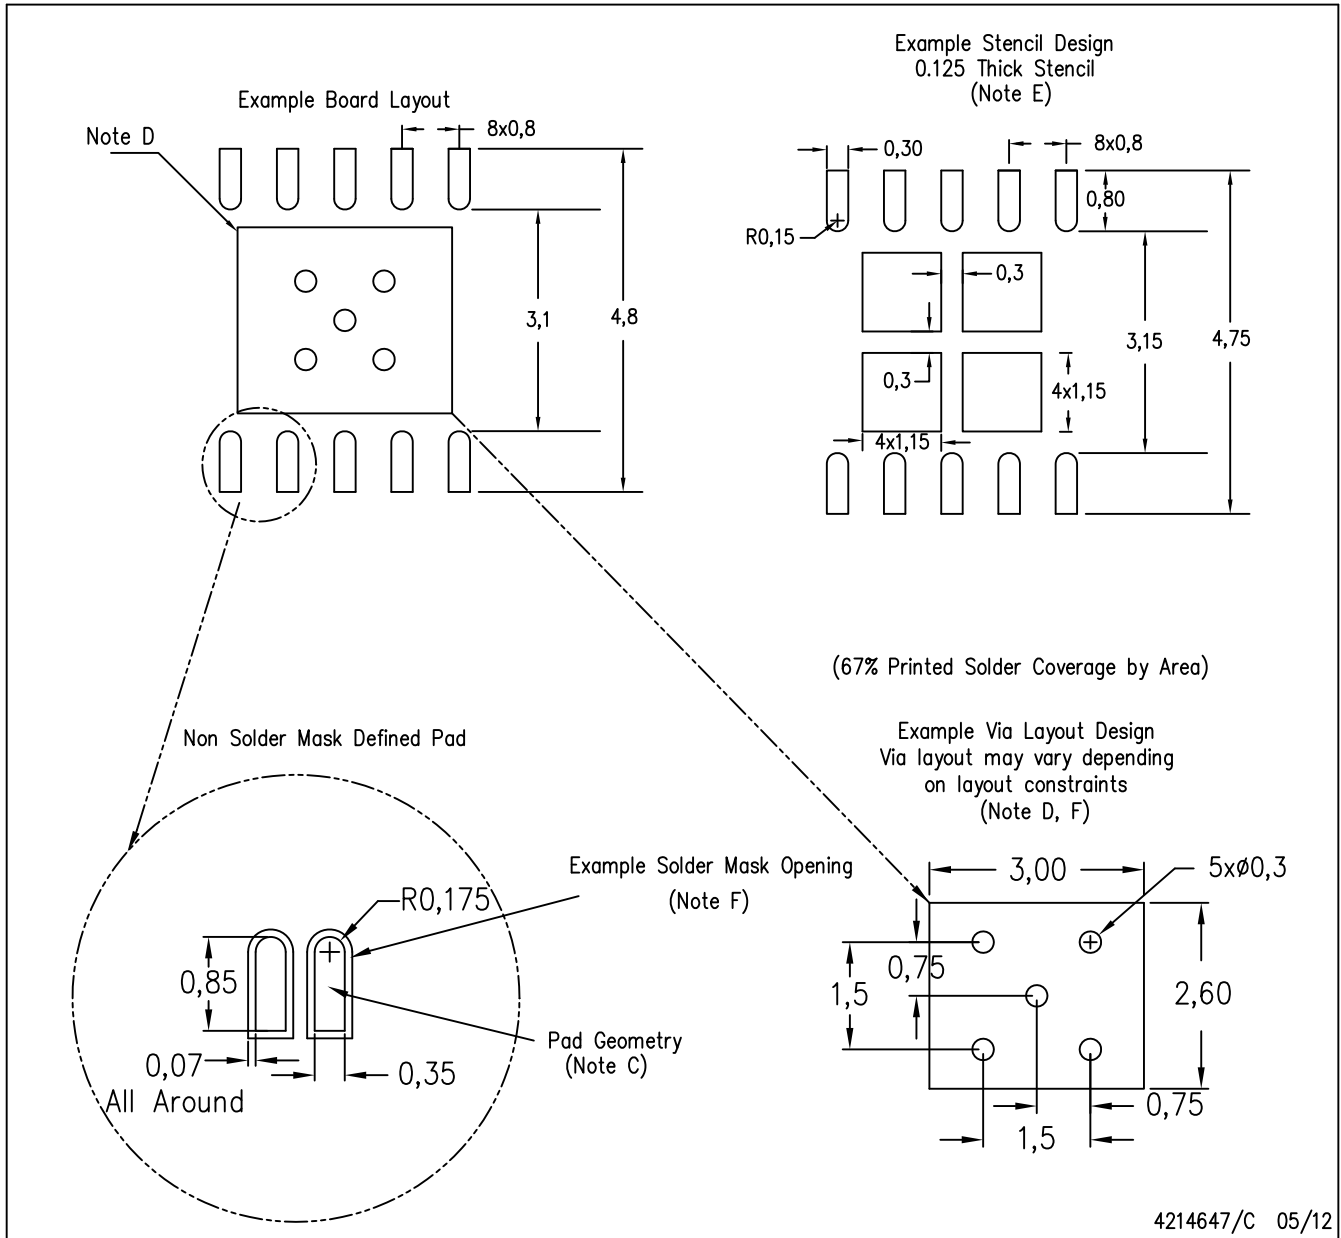 Example Board Layout
Note D
8x0,8
3,1
4,8
Example Stencil Design
0.125 Thick Stencil
(Note E)
0,30
8x0,8
0,80
R0,15
0,3
3,15
4,75
0,3
4x1,15
4x1,15
(67% Printed Solder Coverage by Area)
Non Solder Mask Defined Pad
Example Solder Mask Opening
(Note F)
R0,175
0,85
Pad Geometry
(Note C)
0,07
All Around
0,35
Example Via Layout Design
Via layout may vary depending
on layout constraints
(Note D, F)
3,00
5xø0,3
0,75
1,5
2,60
0,75
1,5
4214647/C 05/12